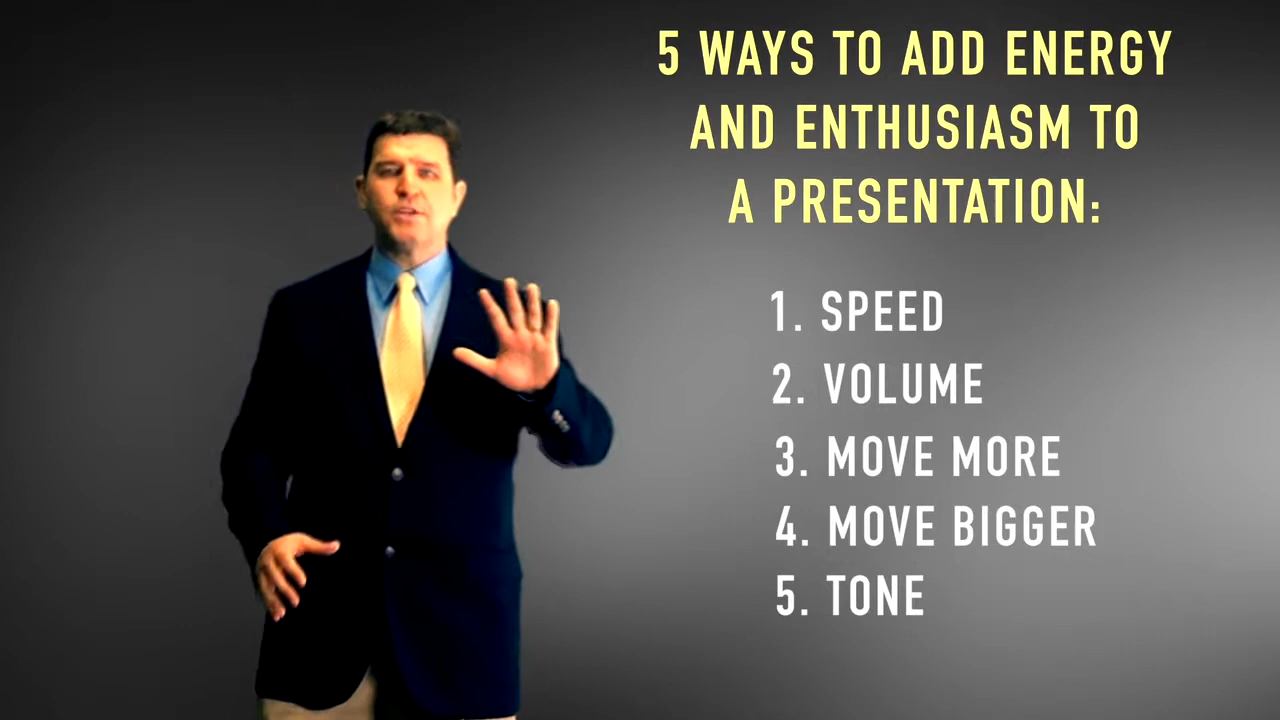 5 WAYS TO ADD ENERGY
AND ENTHUSIASM TO
A PRESENTATION:
1. SPEED
2. VOLUME
3. MOVE MORE
4. MOVE BIGGER
5. TONE